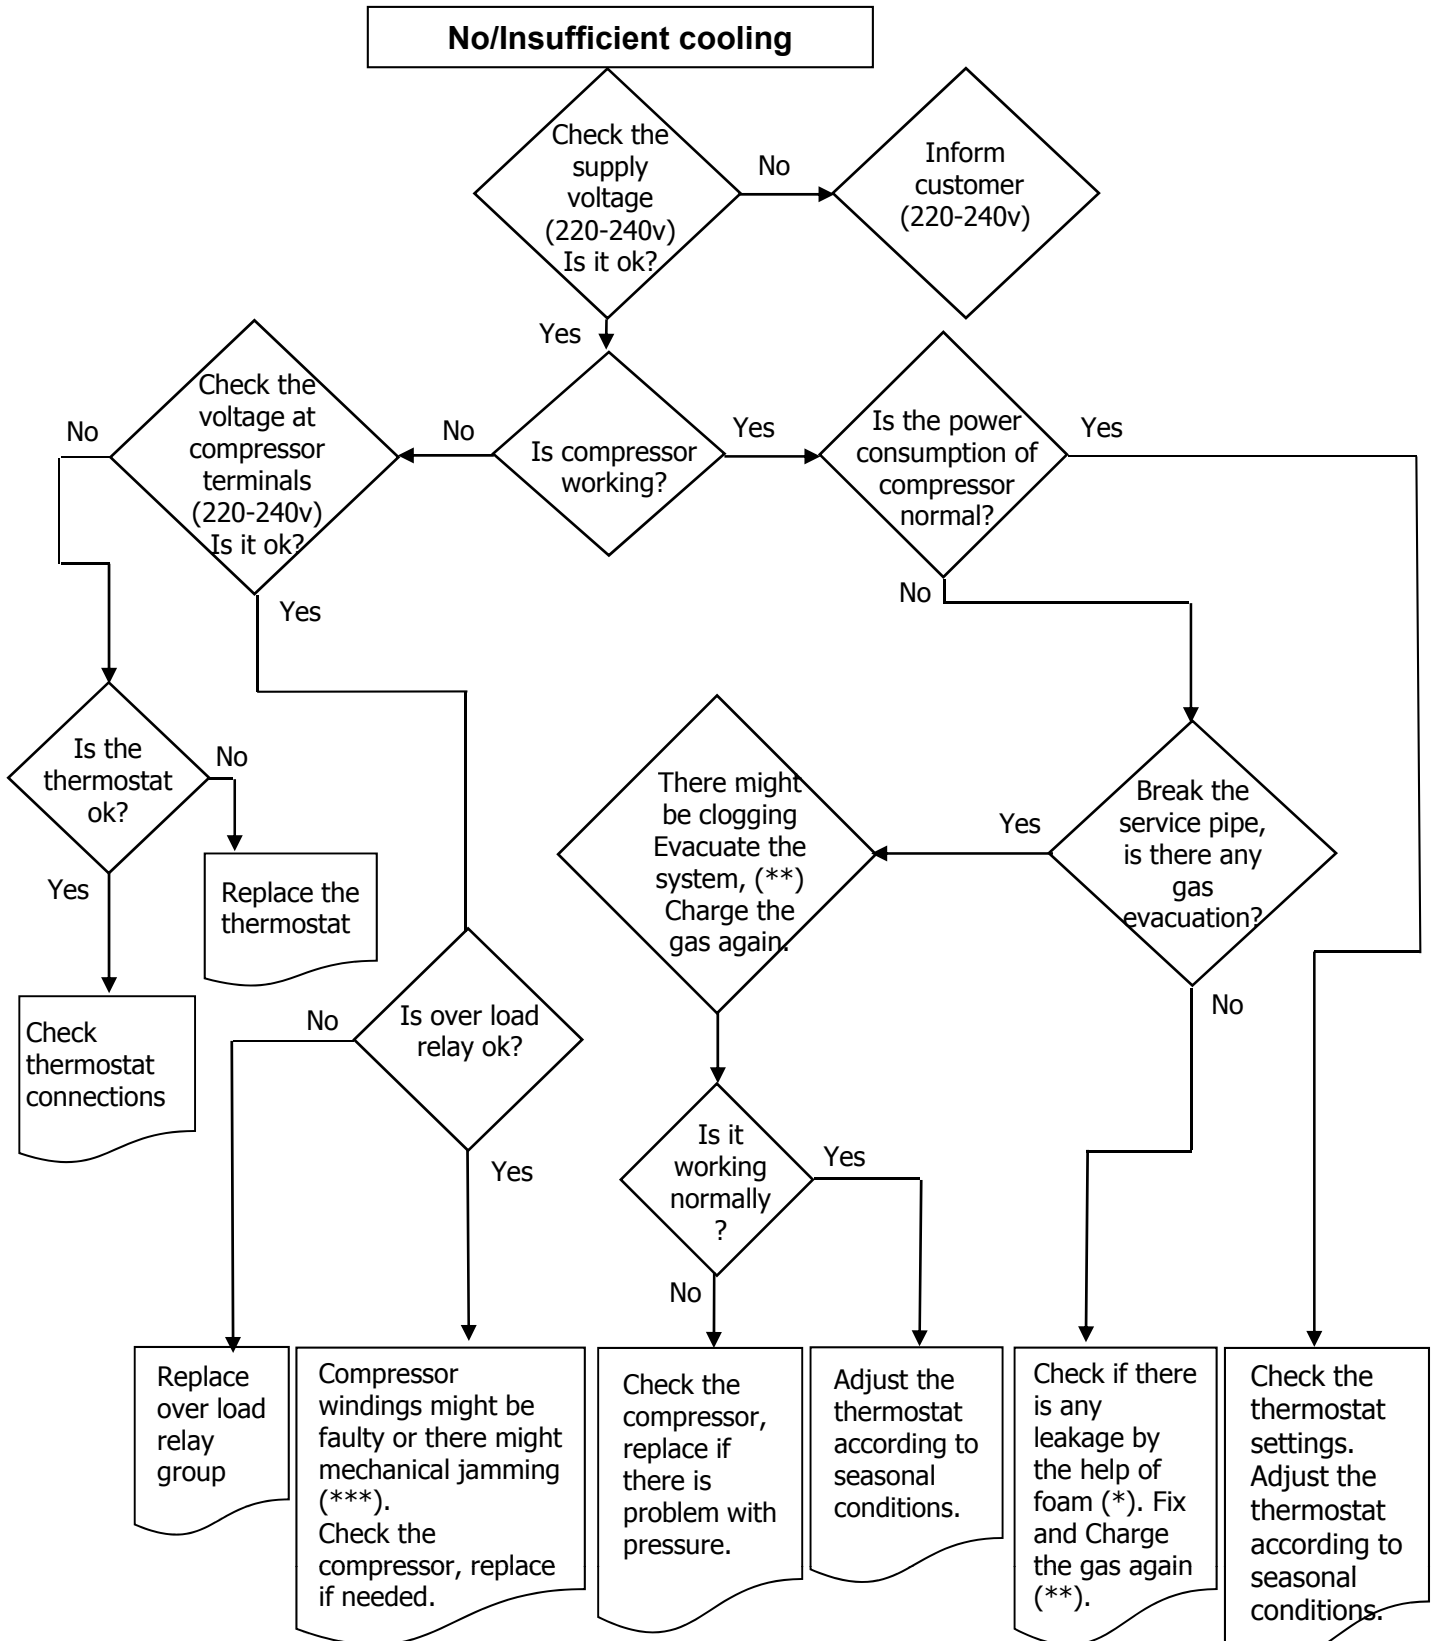 No/Insufficient cooling
Check the
supply
voltage
(220-240v)
Is it ok?
No
Inform
customer
(220-240v)
Yes
Check the
voltage at
compressor
terminals
(220-240v)
Is it ok?
No
No
Is compressor
working?
Yes
Is the power
consumption of
compressor
normal?
Yes
No
Yes
Is the
thermostat
ok?
No
Yes
Replace the
thermostat
Check
thermostat
connections
There might
be clogging
Evacuate the
system, (**)
Charge the
gas again.
Yes
Break the
service pipe,
is there any
gas
evacuation?
No
No
Is over load
relay ok?
Yes
Is it
working
normally
?
Yes
No
Replace
over load
relay
group
Compressor
windings might be
faulty or there might
mechanical jamming
(***).
Check the
compressor, replace
if needed.
Check the
compressor,
replace if
there is
problem with
pressure.
Adjust the
thermostat
according to
seasonal
conditions.
Check if there
is any
leakage by
the help of
foam (*). Fix
and Charge
the gas again
(**).
Check the
thermostat
settings.
Adjust the
thermostat
according to
seasonal
conditions.